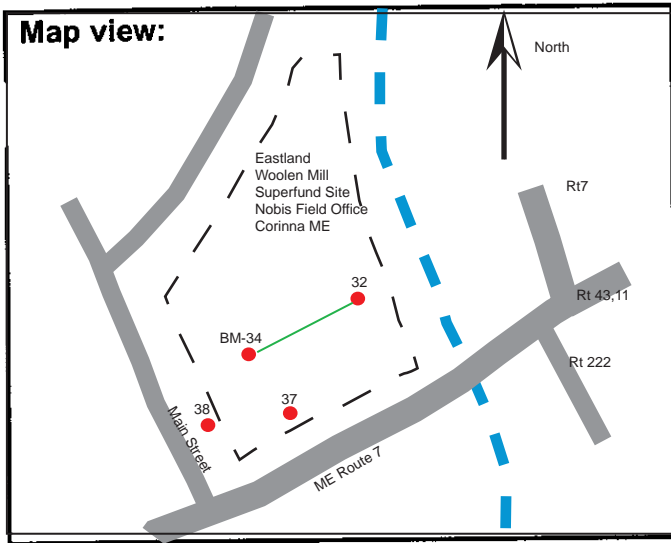 Map view:
North
Eastland
Woolen Mill
Superfund Site
Nobis Field Office
Corinna ME
Rt7
32
Rt 43,11
BM-34
Rt 222
38
37
Main Street
ME Route 7